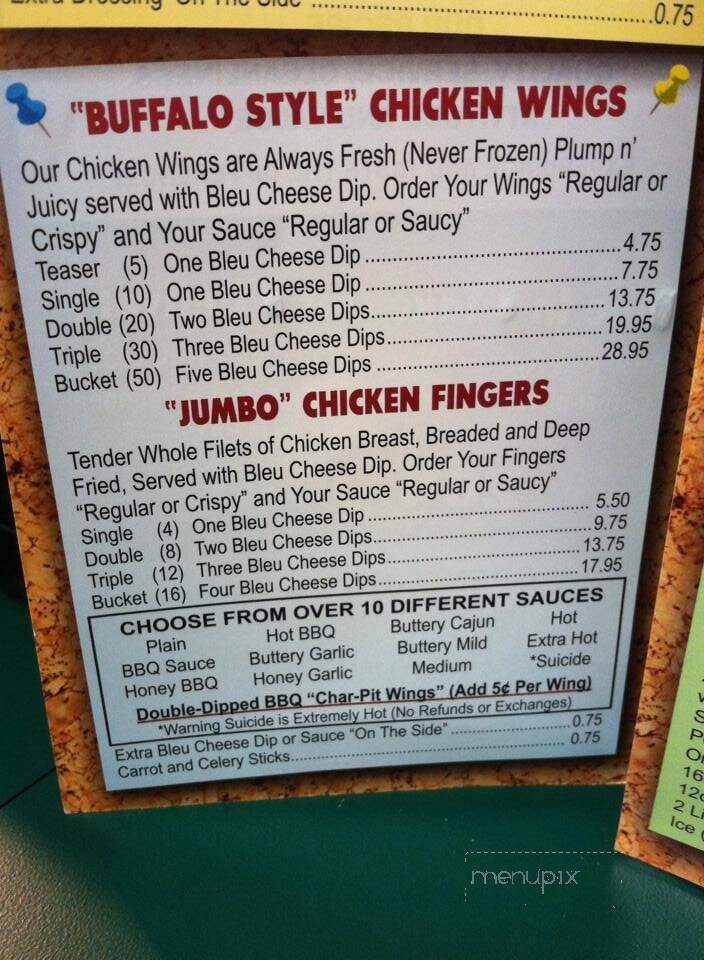 On The Side ..........0.75
"BUFFALO STYLE" CHICKEN WINGS
Our Chicken Wings are Always Fresh (Never Frozen) Plump n'
Juicy served with Bleu Cheese Dip. Order Your Wings "Regular or
Crispy" and Your Sauce "Regular or Saucy"
Teaser (5) One Bleu Cheese Dip ..........4.75
Single (10) One Bleu Cheese Dip ..........7.75
Double (20) Two Bleu Cheese Dips..........13.75
Triple (30) Three Bleu Cheese Dips..........19.95
Bucket (50) Five Bleu Cheese Dips ..........28.95
"JUMBO" CHICKEN FINGERS
Tender Whole Filets of Chicken Breast, Breaded and Deep
Fried, Served with Bleu Cheese Dip. Order Your Fingers
"Regular or Crispy" and Your Sauce "Regular or Saucy"
Single (4) One Bleu Cheese Dip .......... 5.50
Double (8) Two Bleu Cheese Dips..........9.75
Triple (12) Three Bleu Cheese Dips..........13.75
Bucket (16) Four Bleu Cheese Dips..........17.95
CHOOSE FROM OVER 10 DIFFERENT SAUCES
Plain Hot BBQ Buttery Cajun Hot
BBQ Sauce Buttery Garlic Buttery Mild Extra Hot
Honey BBQ Honey Garlic Medium *Suicide
Double-Dipped BBQ "Char-Pit Wings" (Add 5¢ Per Wing)
*Warning Suicide is Extremely Hot (No Refunds or Exchanges)
Extra Bleu Cheese Dip or Sauce "On The Side" ..........0.75
Carrot and Celery Sticks.......... 0.75
16
2 Li
Ice (
menupix